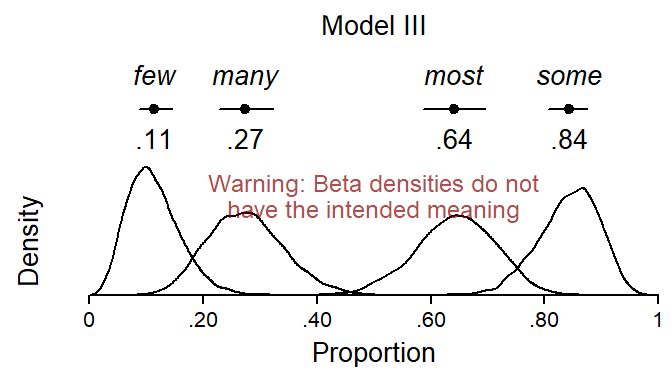 Model III
few many most some
.11 .27 .64 .84
Warning: Beta densities do not
have the intended meaning
Density
0 .20 .40 .60 .80 1
Proportion